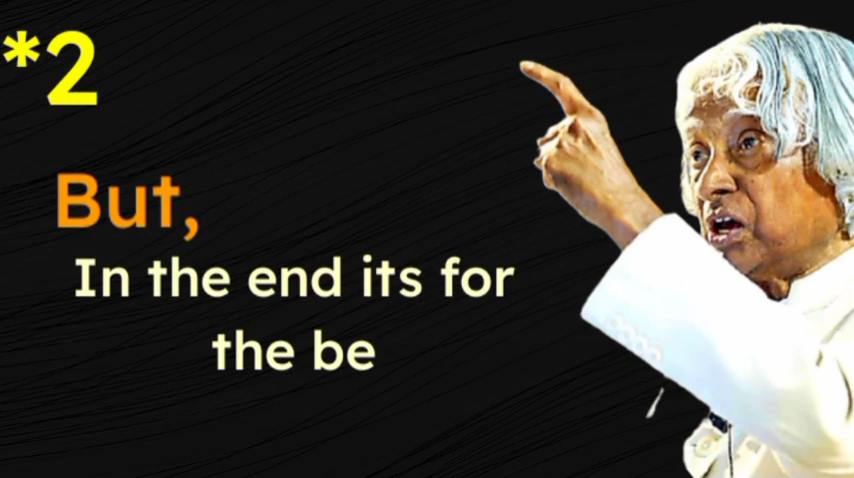 *2
But,
In the end its for
the be